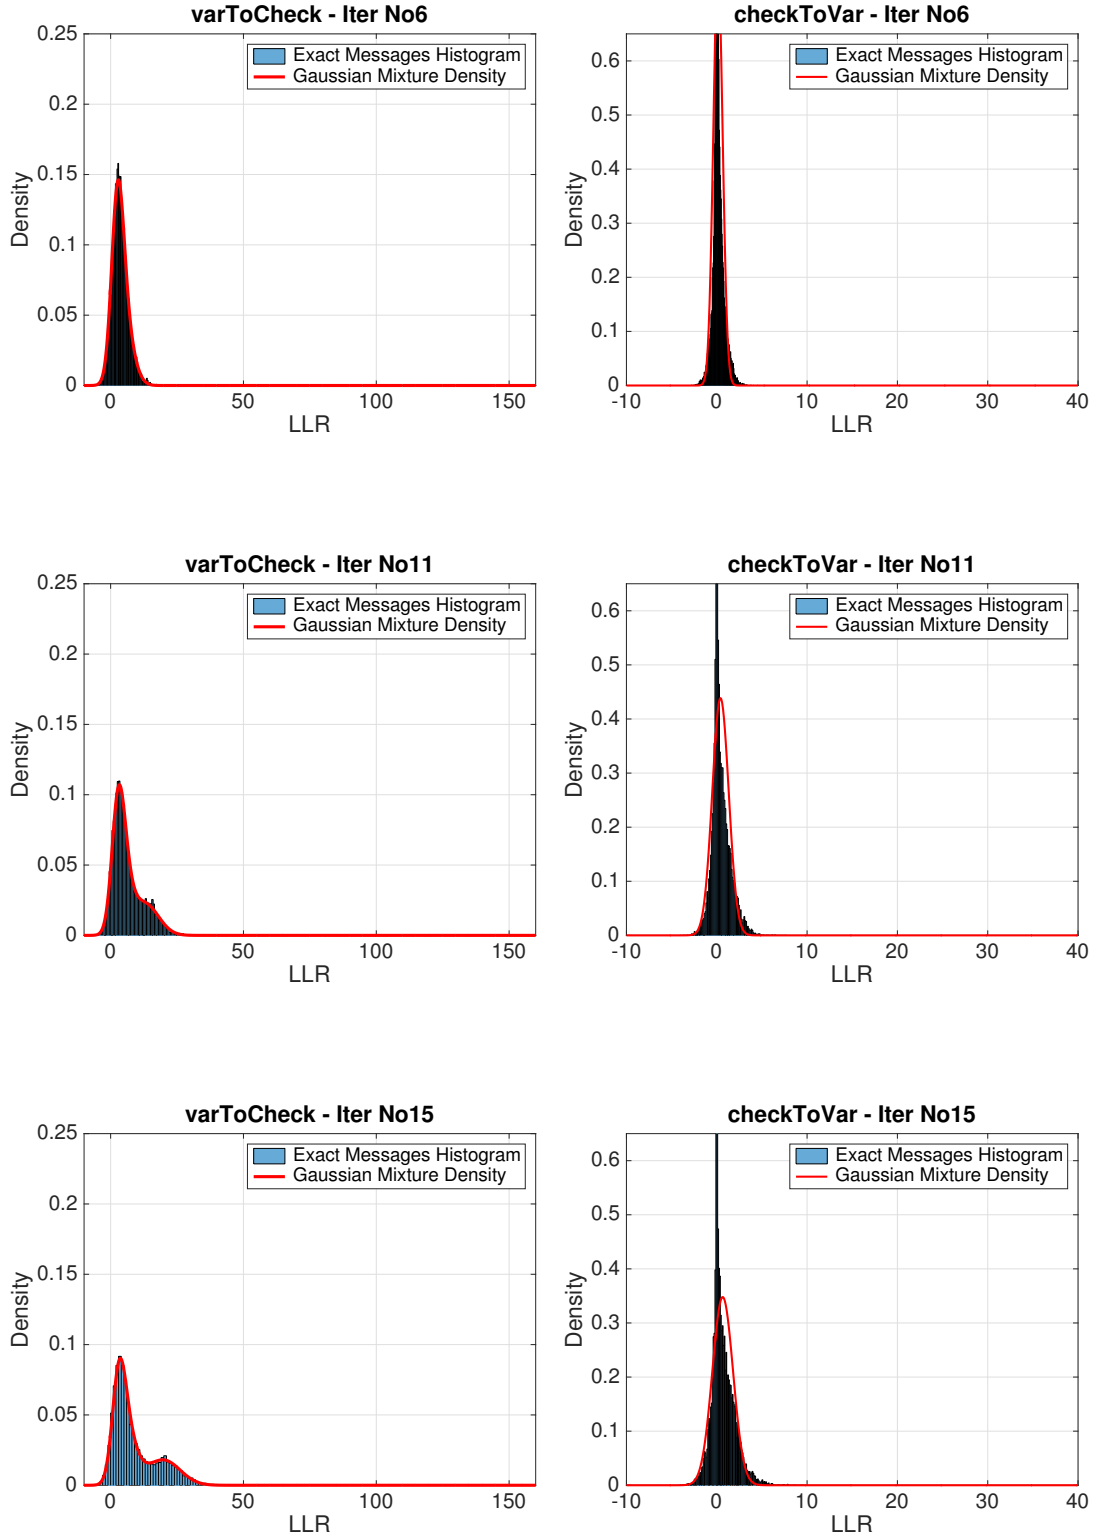 varToCheck - Iter No6
0.25
0.2
0.15
0.1
0.05
0
Density
0 50 100 150
LLR
Exact Messages Histogram
Gaussian Mixture Density
checkToVar - Iter No6
0.6
0.5
0.4
0.3
0.2
0.1
0
Density
-10 0 10 20 30 40
LLR
Exact Messages Histogram
Gaussian Mixture Density
varToCheck - Iter No11
0.25
0.2
0.15
0.1
0.05
0
Density
0 50 100 150
LLR
Exact Messages Histogram
Gaussian Mixture Density
checkToVar - Iter No11
0.6
0.5
0.4
0.3
0.2
0.1
0
Density
-10 0 10 20 30 40
LLR
Exact Messages Histogram
Gaussian Mixture Density
varToCheck - Iter No15
0.25
0.2
0.15
0.1
0.05
0
Density
0 50 100 150
LLR
Exact Messages Histogram
Gaussian Mixture Density
checkToVar - Iter No15
0.6
0.5
0.4
0.3
0.2
0.1
0
Density
-10 0 10 20 30 40
LLR
Exact Messages Histogram
Gaussian Mixture Density